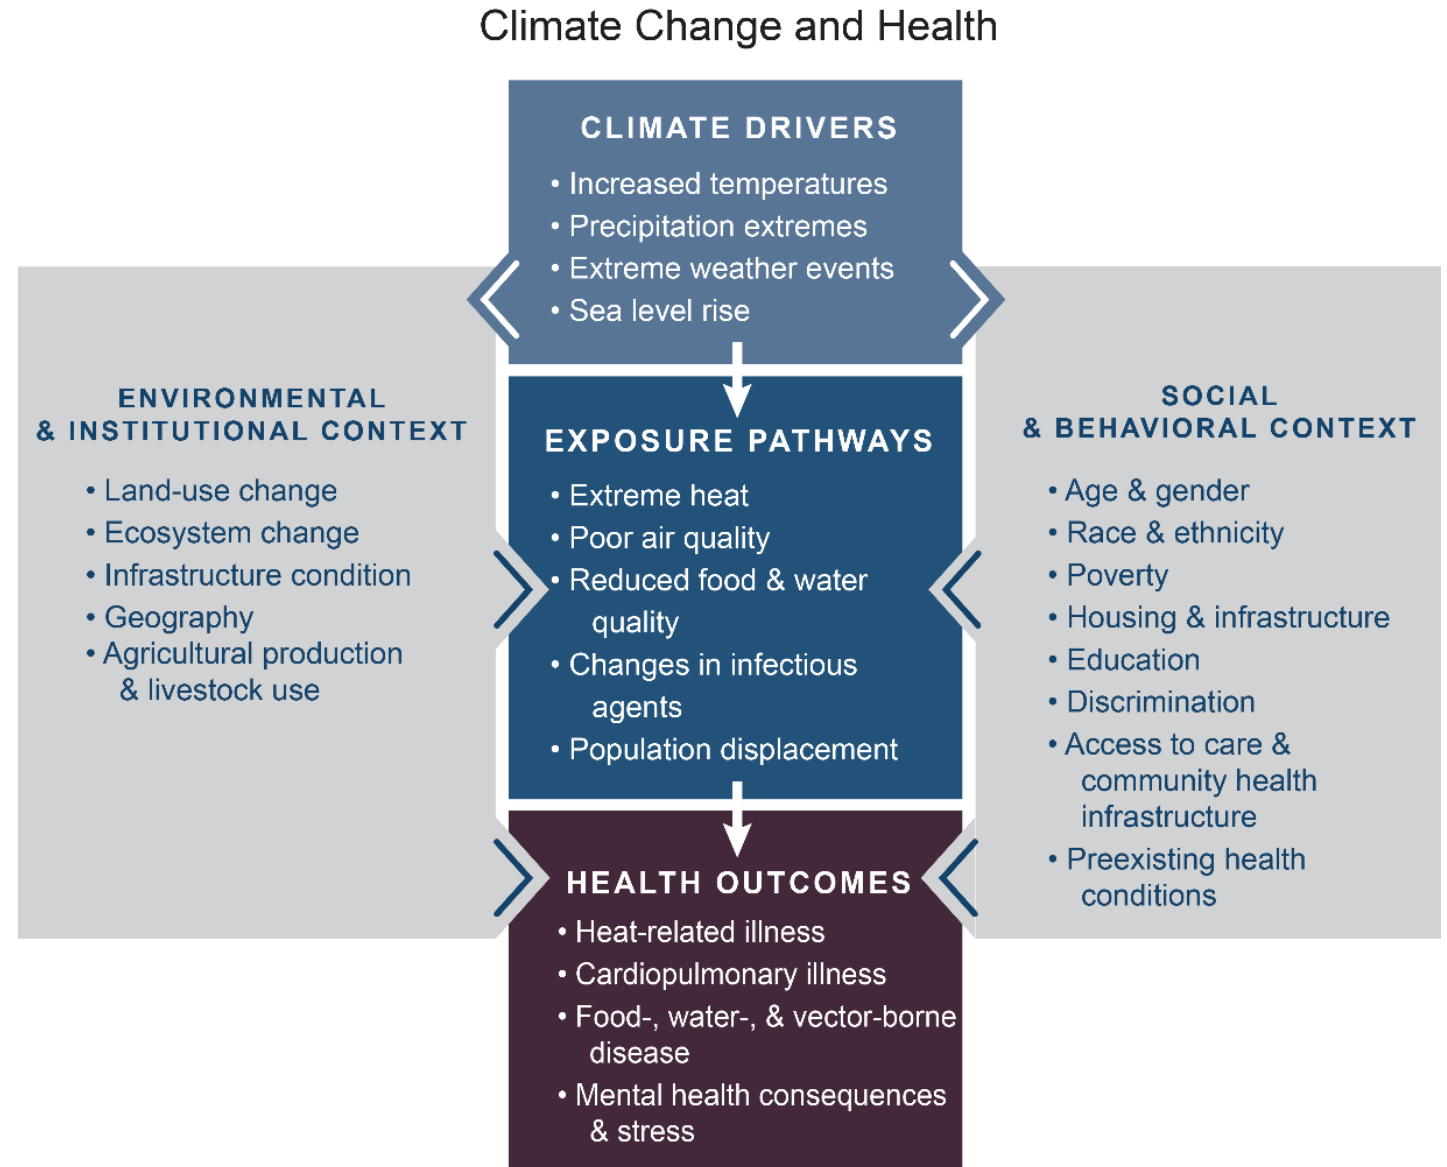 Climate Change and Health
CLIMATE DRIVERS
• Increased temperatures
• Precipitation extremes
• Extreme weather events
• Sea level rise
ENVIRONMENTAL
& INSTITUTIONAL CONTEXT
• Land-use change
• Ecosystem change
• Infrastructure condition
• Geography
• Agricultural production
& livestock use
EXPOSURE PATHWAYS
• Extreme heat
• Poor air quality
• Reduced food & water
quality
• Changes in infectious
agents
• Population displacement
SOCIAL
& BEHAVIORAL CONTEXT
• Age & gender
• Race & ethnicity
• Poverty
• Housing & infrastructure
• Education
• Discrimination
• Access to care &
community health
infrastructure
• Preexisting health
conditions
HEALTH OUTCOMES
• Heat-related illness
• Cardiopulmonary illness
• Food-, water-, & vector-borne
disease
• Mental health consequences
& stress